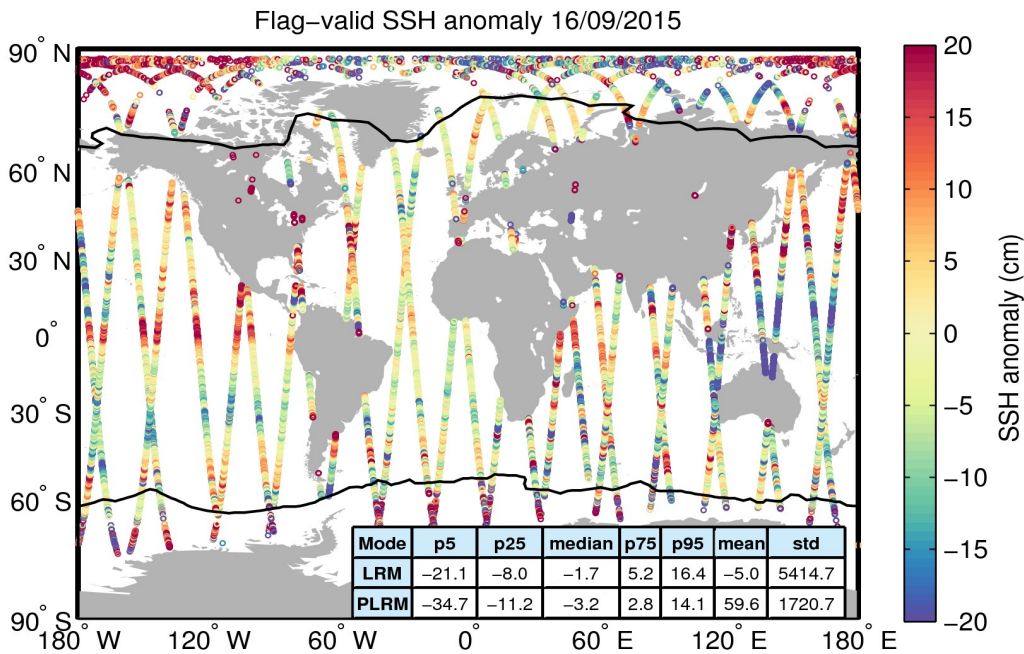 Flag−valid SSH anomaly 16/09/2015
90° N
60° N
30° N
0°
30° S
60° S
90° S
180° W
120° W
60° W
0°
60° E
120° E
180° E
Mode p5 p25 median p75 p95 mean std
LRM −21.1 −8.0 −1.7 5.2 16.4 −5.0 5414.7
PLRM −34.7 −11.2 −3.2 2.8 14.1 59.6 1720.7
20
15
10
5
0
−5
−10
−15
−20
SSH anomaly (cm)